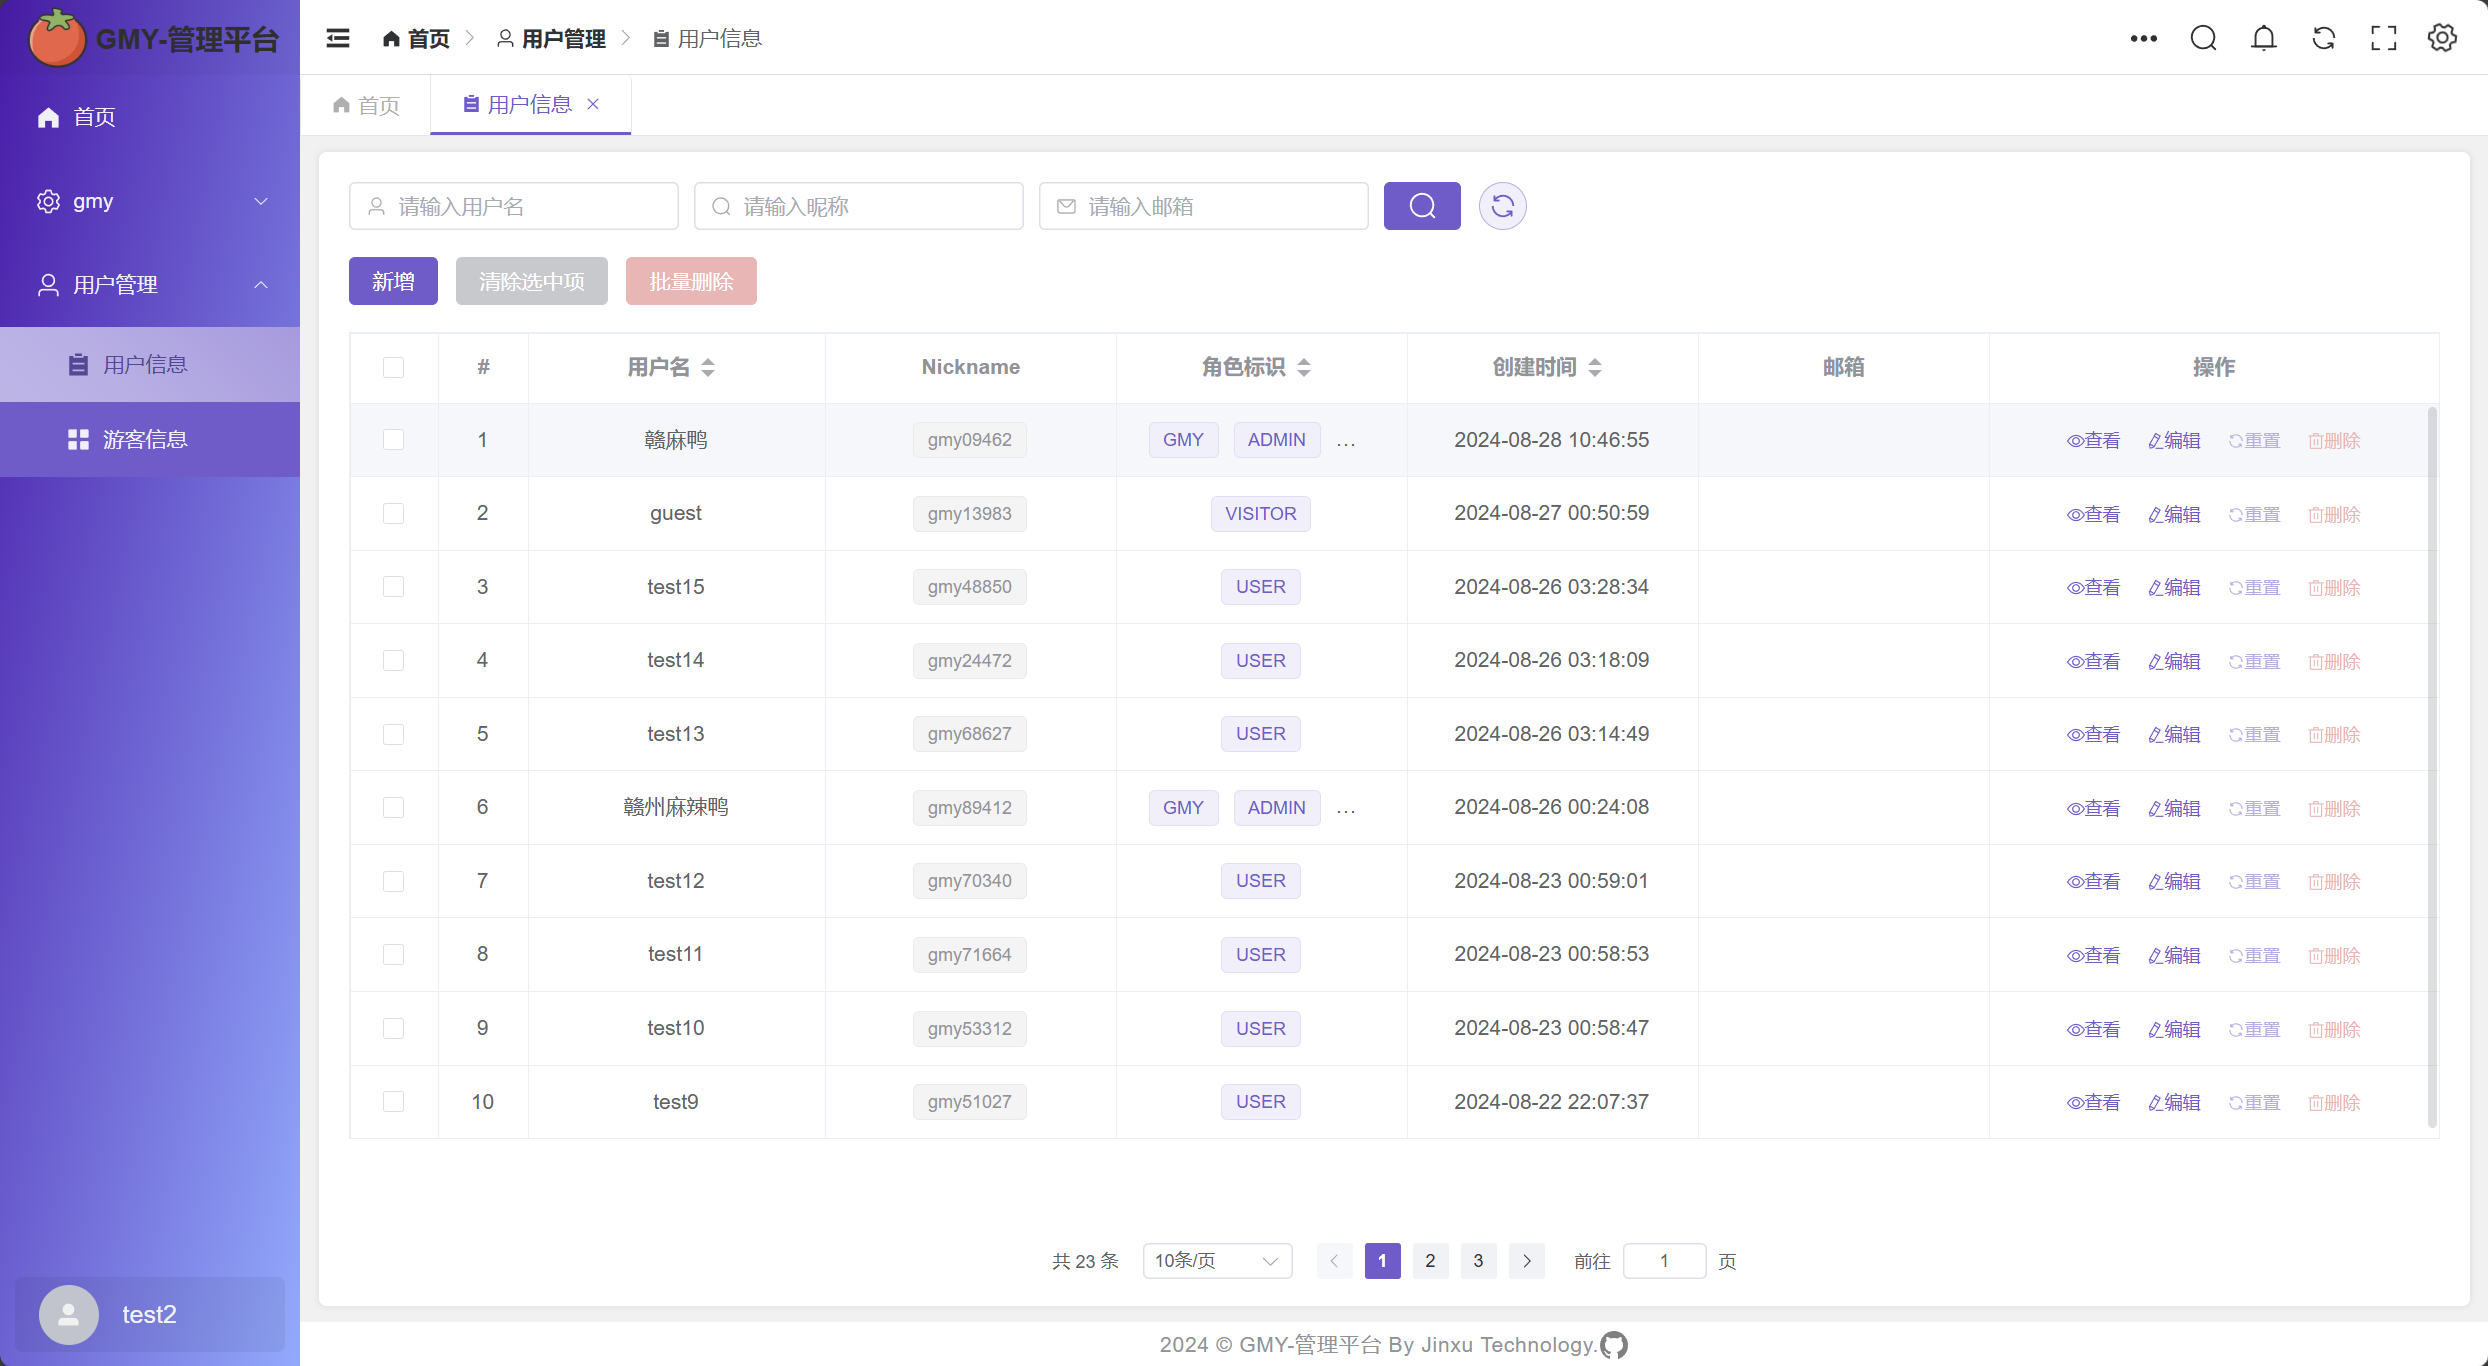 GMY-管理平台
首页
gmy
用户管理
用户信息
游客信息
test2
首页 用户管理 用户信息
首页 用户信息
请输入用户名 请输入昵称 请输入邮箱
新增 清除选中项 批量删除
# 用户名 Nickname 角色标识 创建时间 邮箱 操作
1 赣麻鸭 gmy09462 GMY ADMIN ... 2024-08-28 10:46:55 查看 编辑 重置 删除
2 guest gmy13983 VISITOR 2024-08-27 00:50:59 查看 编辑 重置 删除
3 test15 gmy48850 USER 2024-08-26 03:28:34 查看 编辑 重置 删除
4 test14 gmy24472 USER 2024-08-26 03:18:09 查看 编辑 重置 删除
5 test13 gmy68627 USER 2024-08-26 03:14:49 查看 编辑 重置 删除
6 赣州麻辣鸭 gmy89412 GMY ADMIN ... 2024-08-26 00:24:08 查看 编辑 重置 删除
7 test12 gmy70340 USER 2024-08-23 00:59:01 查看 编辑 重置 删除
8 test11 gmy71664 USER 2024-08-23 00:58:53 查看 编辑 重置 删除
9 test10 gmy53312 USER 2024-08-23 00:58:47 查看 编辑 重置 删除
10 test9 gmy51027 USER 2024-08-22 22:07:37 查看 编辑 重置 删除
共 23 条 10条/页 1 2 3 前往 1 页
2024 © GMY-管理平台 By Jinxu Technology.